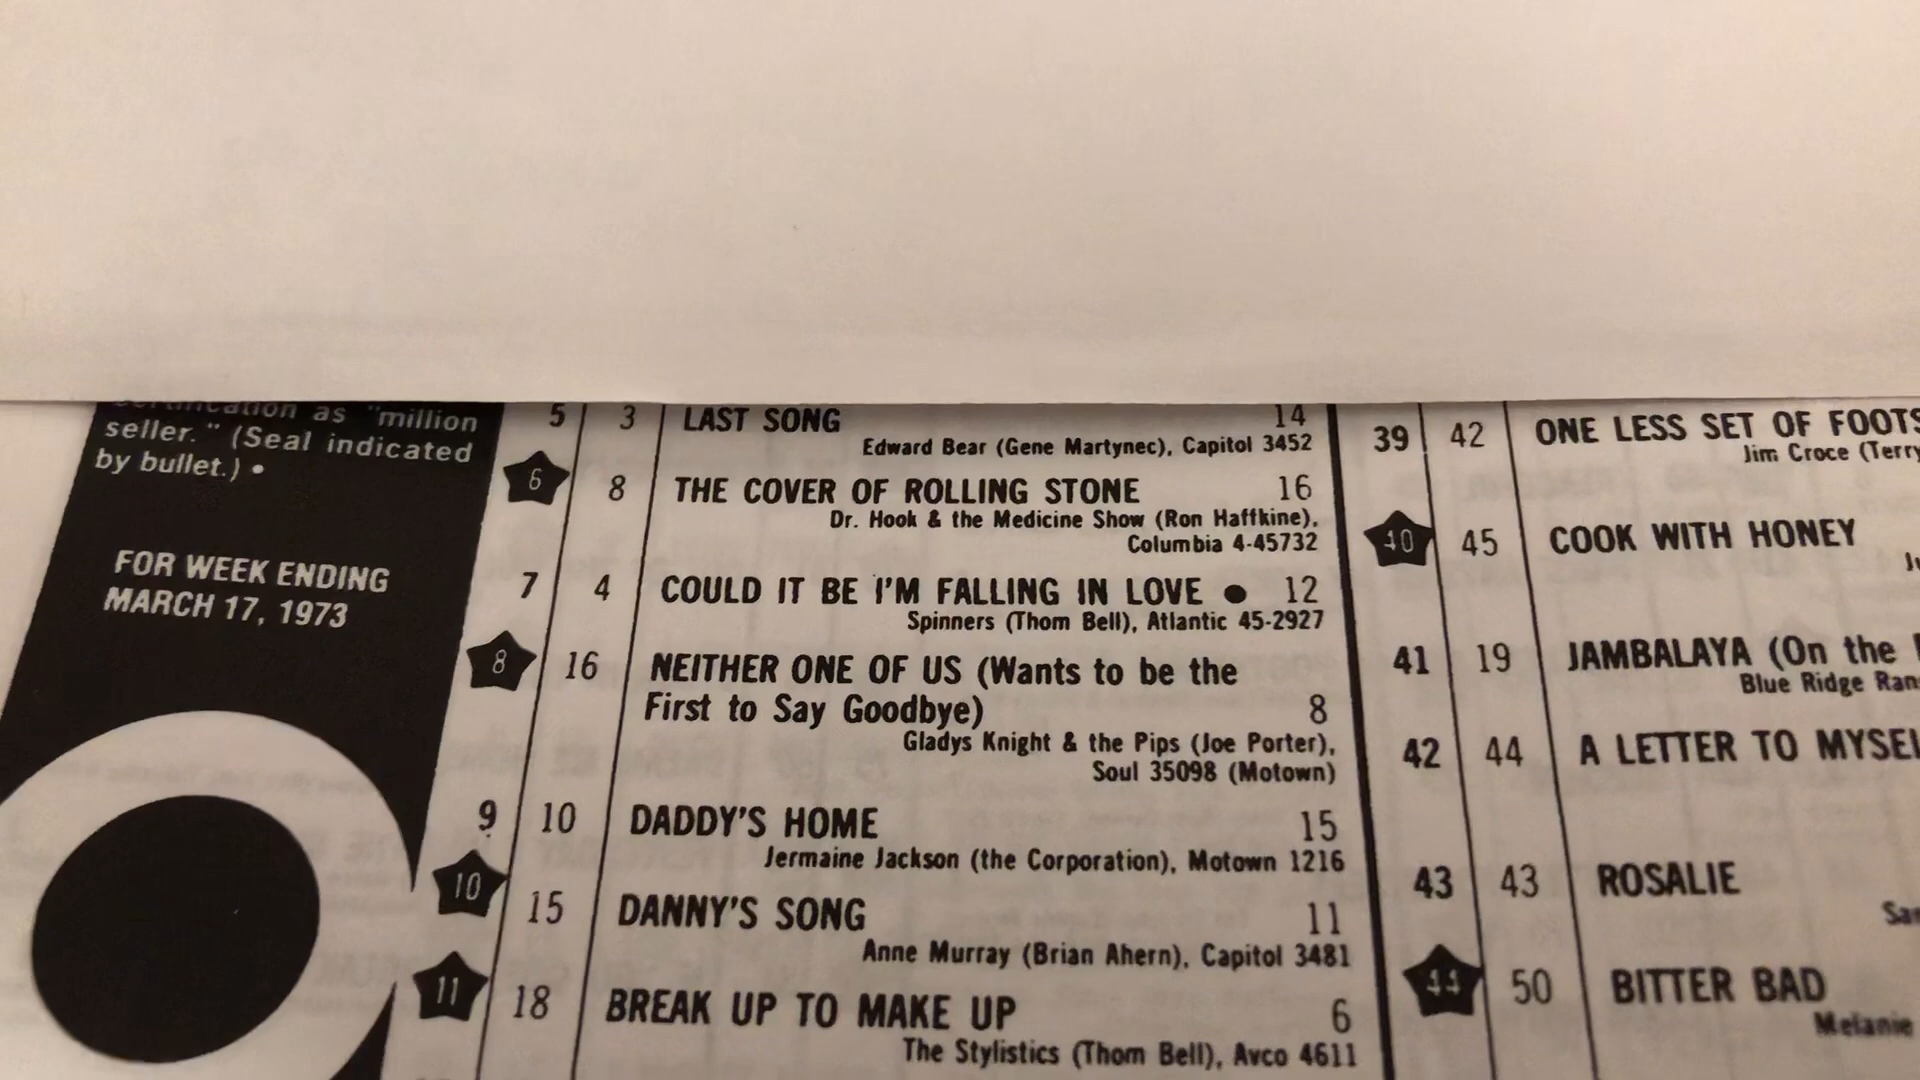 certification as "million
seller." (Seal indicated
by bullet.) •
FOR WEEK ENDING
MARCH 17, 1973
5 3 LAST SONG 14
Edward Bear (Gene Martynec), Capitol 3452
6 8 THE COVER OF ROLLING STONE 16
Dr. Hook & the Medicine Show (Ron Haffkine),
Columbia 4-45732
7 4 COULD IT BE I'M FALLING IN LOVE ● 12
Spinners (Thom Bell), Atlantic 45-2927
8 16 NEITHER ONE OF US (Wants to be the
First to Say Goodbye) 8
Gladys Knight & the Pips (Joe Porter),
Soul 35098 (Motown)
9 10 DADDY'S HOME 15
Jermaine Jackson (the Corporation), Motown 1216
10 15 DANNY'S SONG 11
Anne Murray (Brian Ahern), Capitol 3481
11 18 BREAK UP TO MAKE UP 6
The Stylistics (Thom Bell), Avco 4611
39 42 ONE LESS SET OF FOOTS
Jim Croce (Terry
40 45 COOK WITH HONEY
41 19 JAMBALAYA (On the
Blue Ridge Ran
42 44 A LETTER TO MYSEL
43 43 ROSALIE
44 50 BITTER BAD
Melanie